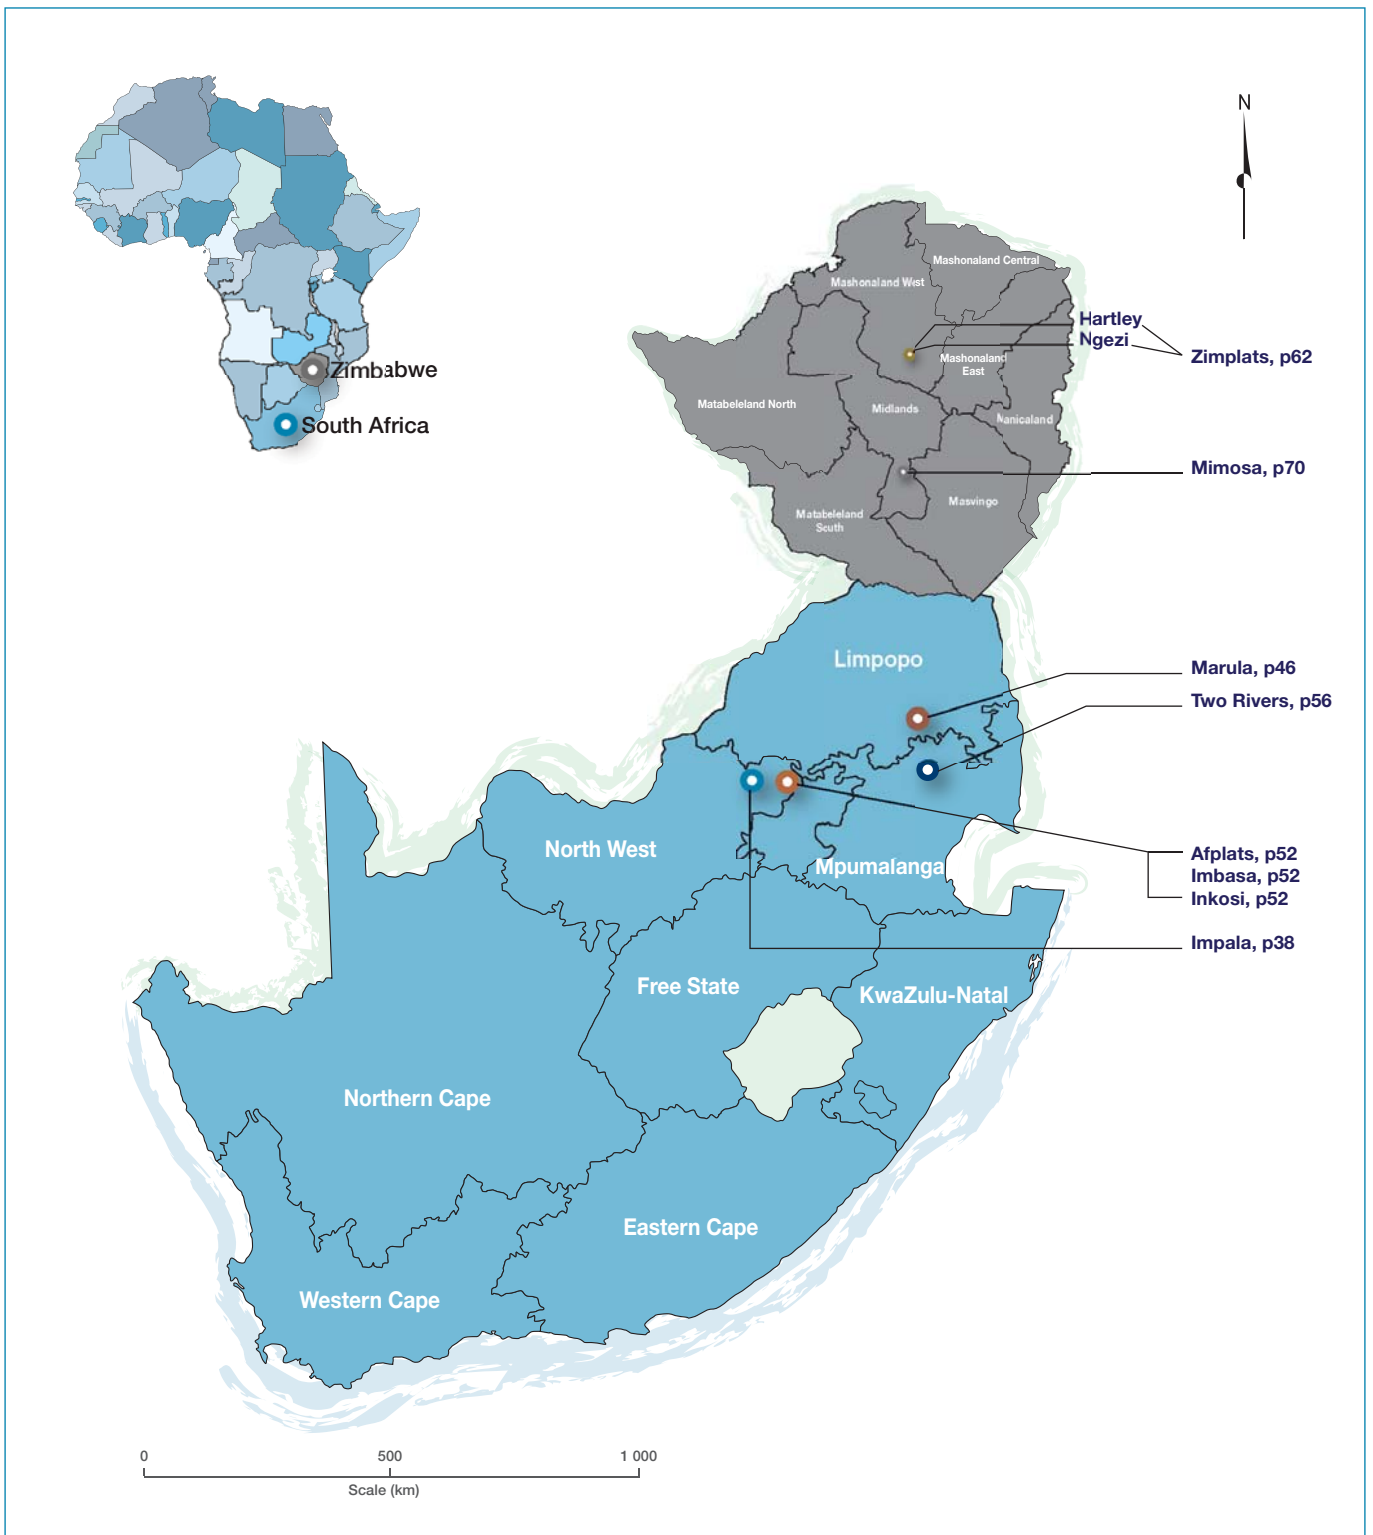 N
Zimbabwe
South Africa
Mashonaland Central
Mashonaland West
Hartley
Ngezi
Zimplats, p62
Mashonaland
East
Matabeleland North
Midlands
Nanicaland
Mimosa, p70
Masvingo
Matabeleland
South
Limpopo
Marula, p46
Two Rivers, p56
North West
Mpumalanga
Afplats, p52
Imbasa, p52
Inkosi, p52
Impala, p38
Free State
KwaZulu-Natal
Northern Cape
Eastern Cape
Western Cape
0 500 1 000
Scale (km)